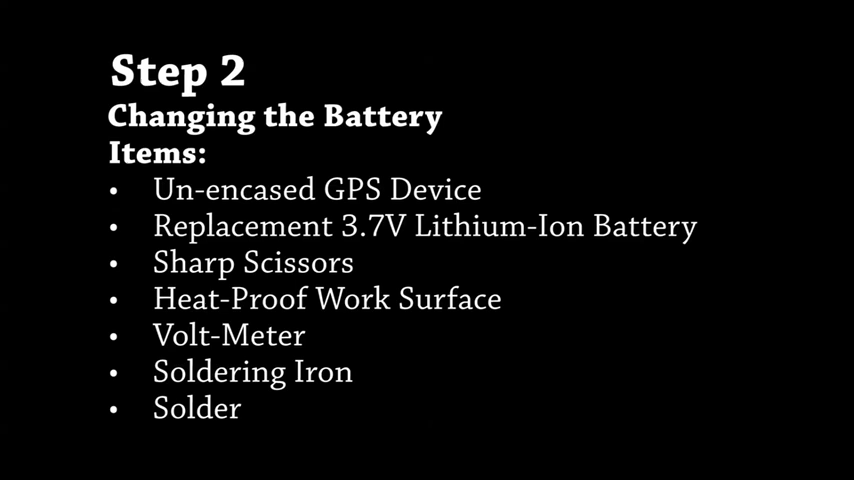 Step 2
Changing the Battery
Items:
• Un-encased GPS Device
• Replacement 3.7V Lithium-Ion Battery
• Sharp Scissors
• Heat-Proof Work Surface
• Volt-Meter
• Soldering Iron
• Solder